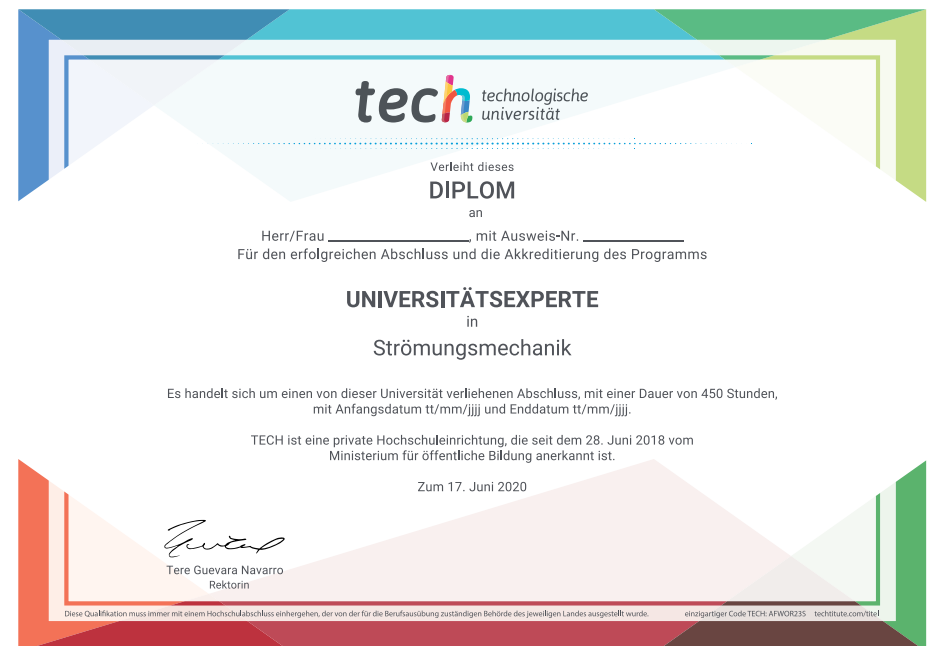 tech technologische
universität
Verleiht dieses
DIPLOM
an
Herr/Frau ____________________, mit Ausweis-Nr. ______________
Für den erfolgreichen Abschluss und die Akkreditierung des Programms
UNIVERSITÄTSEXPERTE
in
Strömungsmechanik
Es handelt sich um einen von dieser Universität verliehenen Abschluss, mit einer Dauer von 450 Stunden,
mit Anfangsdatum tt/mm/jjjj und Enddatum tt/mm/jjjj.
TECH ist eine private Hochschuleinrichtung, die seit dem 28. Juni 2018 vom
Ministerium für öffentliche Bildung anerkannt ist.
Zum 17. Juni 2020
Tere Guevara Navarro
Rektorin
Diese Qualifikation muss immer mit einem Hochschulabschluss einhergehen, der von der für die Berufsausübung zuständigen Behörde des jeweiligen Landes ausgestellt wurde. einzigartiger Code TECH: AFWOR23S techtitute.com/titel